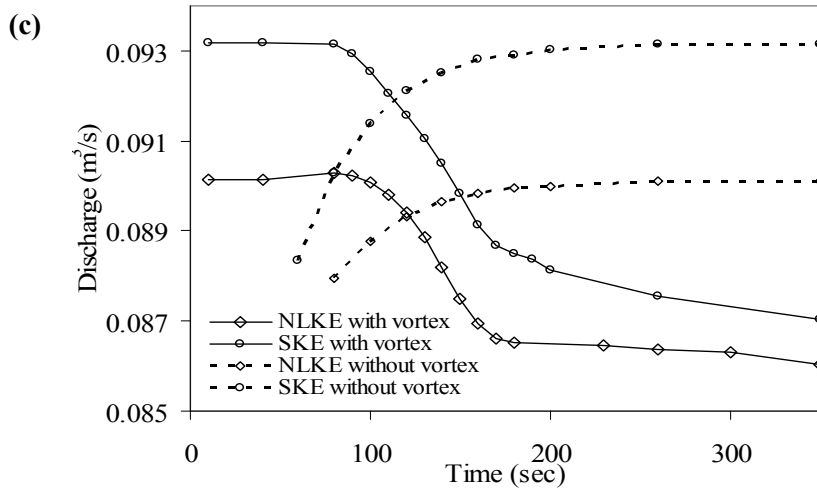 (c)
0.093
0.091
0.089
0.087
0.085
Discharge (m³/s)
NLKE with vortex
SKE with vortex
NLKE without vortex
SKE without vortex
0
100
200
300
Time (sec)